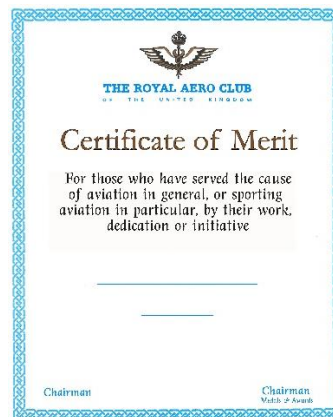 THE ROYAL AERO CLUB
OF THE UNITED KINGDOM
Certificate of Merit
For those who have served the cause
of aviation in general, or sporting
aviation in particular, by their work,
dedication or initiative
Chairman
Chairman
Medals & Awards